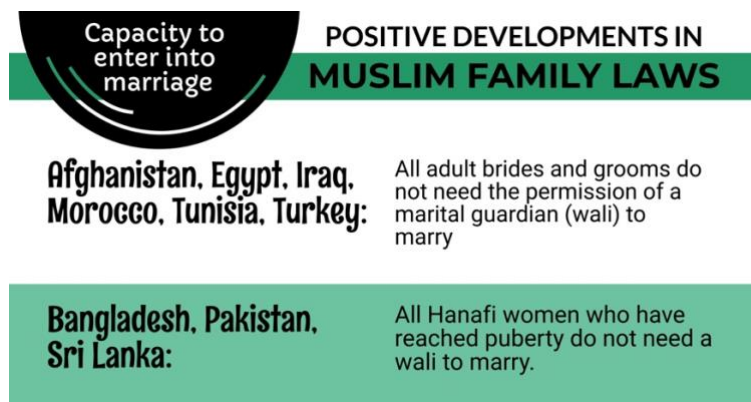 Capacity to
enter into
marriage
POSITIVE DEVELOPMENTS IN
MUSLIM FAMILY LAWS
Afghanistan, Egypt, Iraq,
Morocco, Tunisia, Turkey:
All adult brides and grooms do
not need the permission of a
marital guardian (wali) to
marry
Bangladesh, Pakistan,
Sri Lanka:
All Hanafi women who have
reached puberty do not need a
wali to marry.